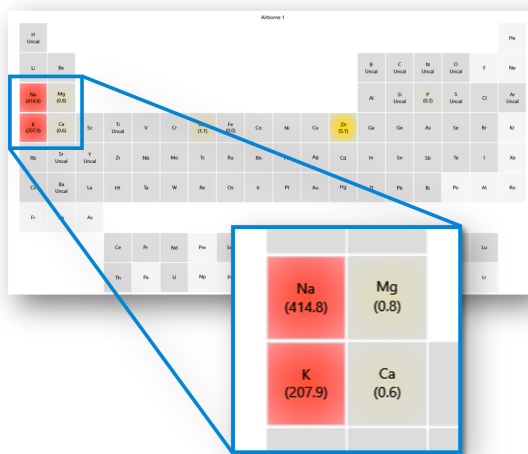 Airborne 1
H
Uncal
He
Li
Be
B
Uncal
C
Uncal
N
Uncal
O
Uncal
F
Ne
Na
(414.8)
Mg
(0.8)
Al
Si
Uncal
P
(0.3)
S
Uncal
Cl
Ar
Uncal
K
(207.9)
Ca
(0.6)
Sc
Ti
Uncal
V
Cr
(1.1)
Fe
(0.0)
Co
Ni
Cu
Zn
(5.1)
Ga
Ge
As
Se
Br
Kr
Rb
Sr
Uncal
Y
Uncal
Zr
Nb
Mo
Tc
Ru
Rh
Ag
Cd
In
Sn
Sb
Te
I
Xe
Ba
Uncal
La
Hf
Ta
W
Re
Os
Ir
Pt
Au
Hg
Pb
Bi
Po
At
Rn
Fr
Ac
Ce
Pr
Nd
Pm
Lu
Th
Pa
U
Np
Lr
Na
(414.8)
Mg
(0.8)
K
(207.9)
Ca
(0.6)